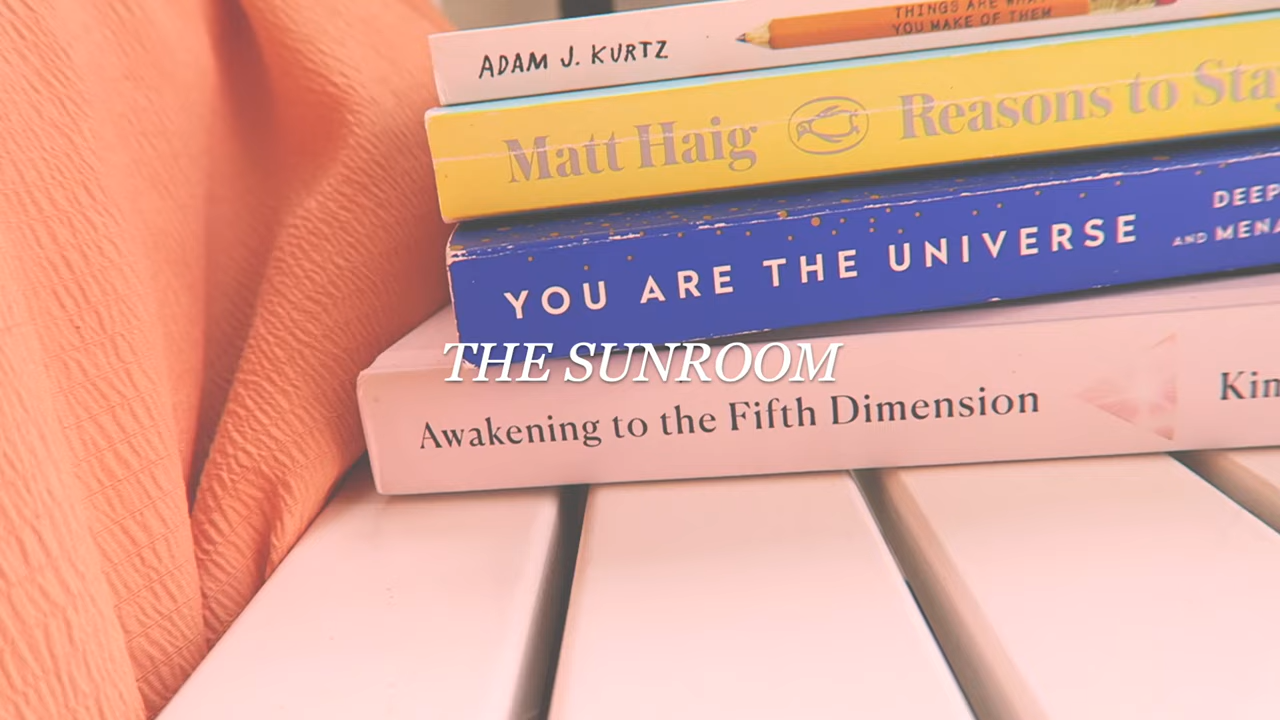 THINGS ARE WHAT
YOU MAKE OF THEM
ADAM J. KURTZ
Matt Haig Reasons to Sta
YOU ARE THE UNIVERSE
DEEP
AND MENA
THE SUNROOM
Awakening to the Fifth Dimension
Kim